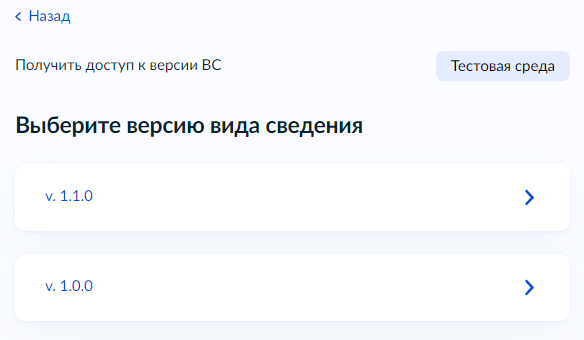 Назад
Получить доступ к версии ВС
Тестовая среда
Выберите версию вида сведения
v. 1.1.0
v. 1.0.0